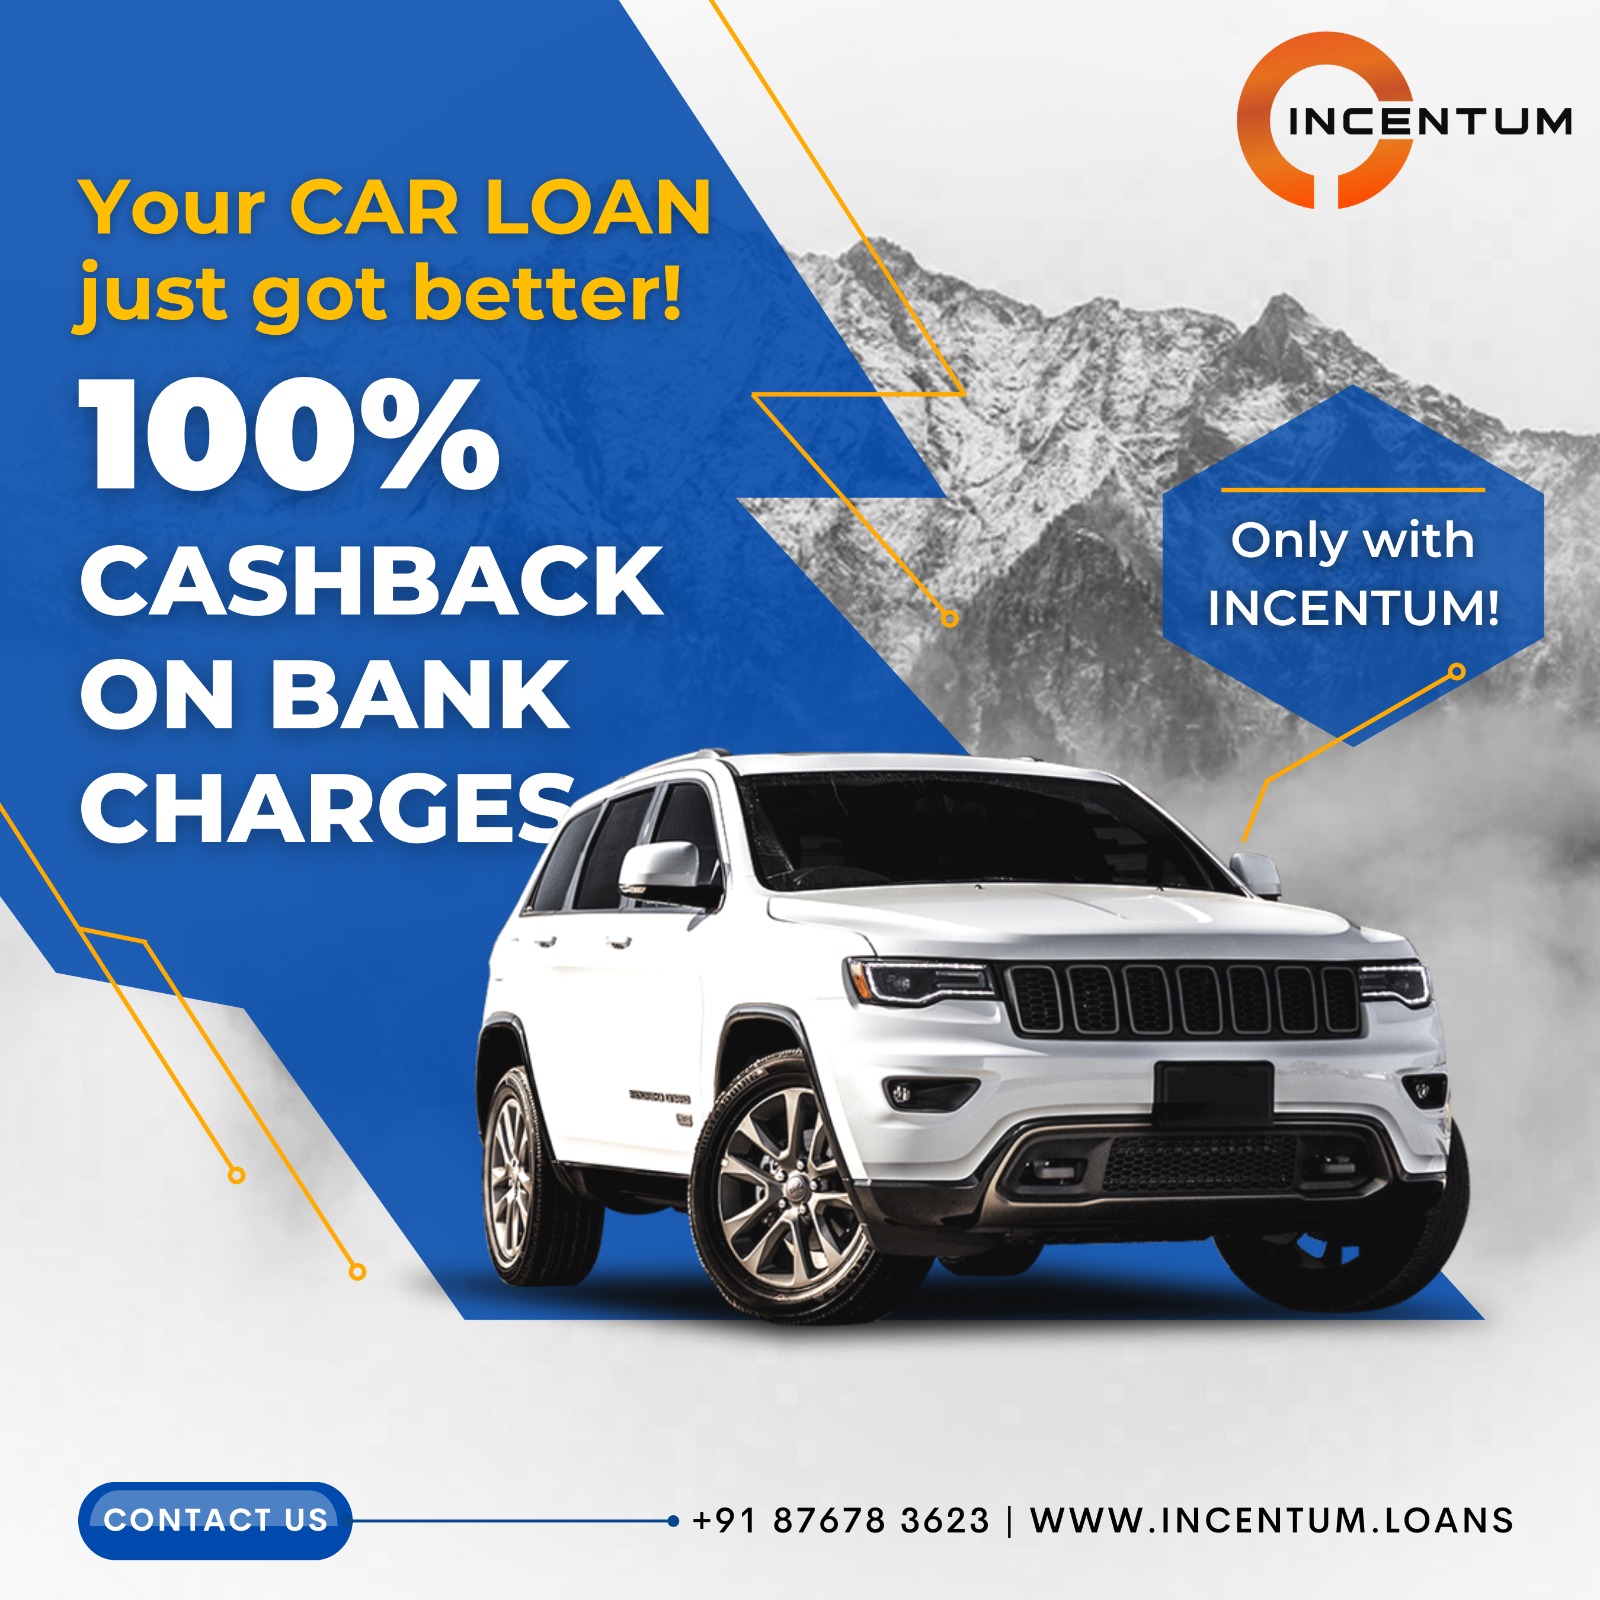 INCENTUM
Your CAR LOAN
just got better!
100%
CASHBACK
ON BANK
CHARGES
Only with
INCENTUM!
CONTACT US
+91 87678 3623 | WWW.INCENTUM.LOANS